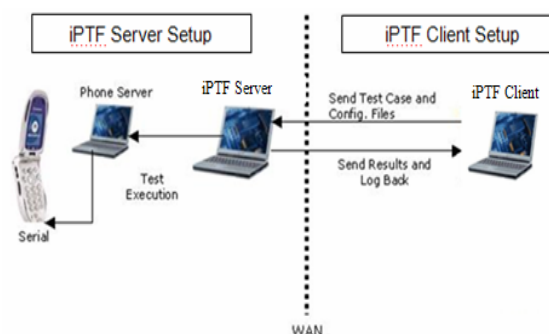 iPTF Server Setup
iPTF Client Setup
Phone Server
iPTF Server
iPTF Client
Send Test Case and
Config. Files
Send Results and
Log Back
Test
Execution
Serial
WAN